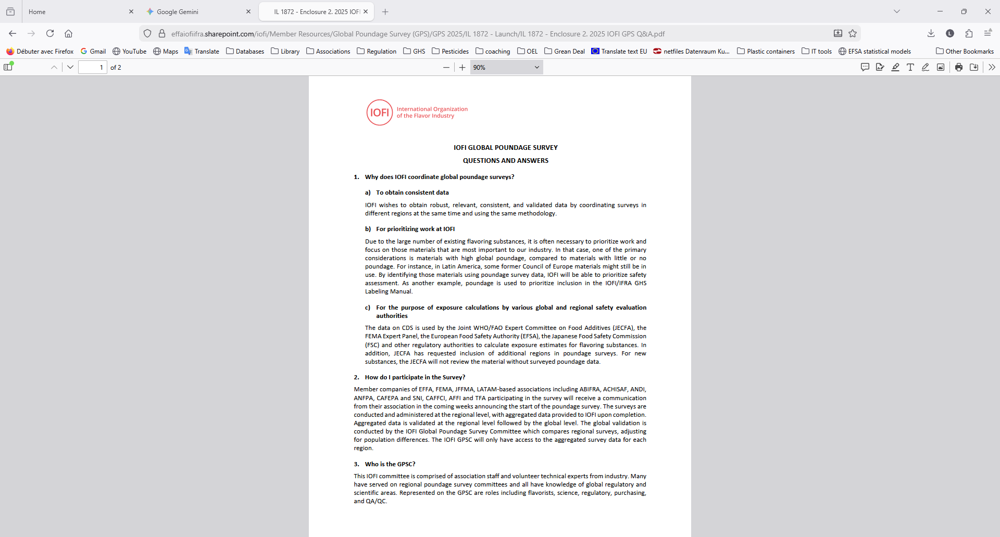 Home
Google Gemini
IL 1872 - Enclosure 2. 2025 IOFI
effaiofiifra.sharepoint.com/iofi/Member Resources/Global Poundage Survey (GPS)/GPS 2025/IL 1872 - Launch/IL 1872 - Enclosure 2. 2025 IOFI GPS Q&A.pdf
L
Débuter avec Firefox
Gmail
YouTube
Maps
Translate
Databases
Library
Associations
Regulation
GHS
Pesticides
coaching
OEL
Grean Deal
Translate text EU
netfiles Datenraum Ku...
Plastic containers
IT tools
EFSA statistical models
Other Bookmarks
1 of 2
90%
IOFI
International Organization
of the Flavor Industry
IOFI GLOBAL POUNDAGE SURVEY
QUESTIONS AND ANSWERS
1. Why does IOFI coordinate global poundage surveys?
a) To obtain consistent data
IOFI wishes to obtain robust, relevant, consistent, and validated data by coordinating surveys in
different regions at the same time and using the same methodology.
b) For prioritizing work at IOFI
Due to the large number of existing flavoring substances, it is often necessary to prioritize work and
focus on those materials that are most important to our industry. In that case, one of the primary
considerations is materials with high global poundage, compared to materials with little or no
poundage. For instance, in Latin America, some former Council of Europe materials might still be in
use. By identifying those materials using poundage survey data, IOFI will be able to prioritize safety
assessment. As another example, poundage is used to prioritize inclusion in the IOFI/IFRA GHS
Labeling Manual.
c) For the purpose of exposure calculations by various global and regional safety evaluation
authorities
The data on CDS is used by the Joint WHO/FAO Expert Committee on Food Additives (JECFA), the
FEMA Expert Panel, the European Food Safety Authority (EFSA), the Japanese Food Safety Commission
(FSC) and other regulatory authorities to calculate exposure estimates for flavoring substances. In
addition, JECFA has requested inclusion of additional regions in poundage surveys. For new
substances, the JECFA will not review the material without surveyed poundage data.
2. How do I participate in the Survey?
Member companies of EFFA, FEMA, JFFMA, LATAM-based associations including ABIFRA, ACHISAF, ANDI,
ANFPA, CAFEPA and SNI, CAFFCI, AFFI and TFA participating in the survey will receive a communication
from their association in the coming weeks announcing the start of the poundage survey. The surveys are
conducted and administered at the regional level, with aggregated data provided to IOFI upon completion.
Aggregated data is validated at the regional level followed by the global level. The global validation is
conducted by the IOFI Global Poundage Survey Committee which compares regional surveys, adjusting
for population differences. The IOFI GPSC will only have access to the aggregated survey data for each
region.
3. Who is the GPSC?
This IOFI committee is comprised of association staff and volunteer technical experts from industry. Many
have served on regional poundage survey committees and all have knowledge of global regulatory and
scientific areas. Represented on the GPSC are roles including flavorists, science, regulatory, purchasing,
and QA/QC.